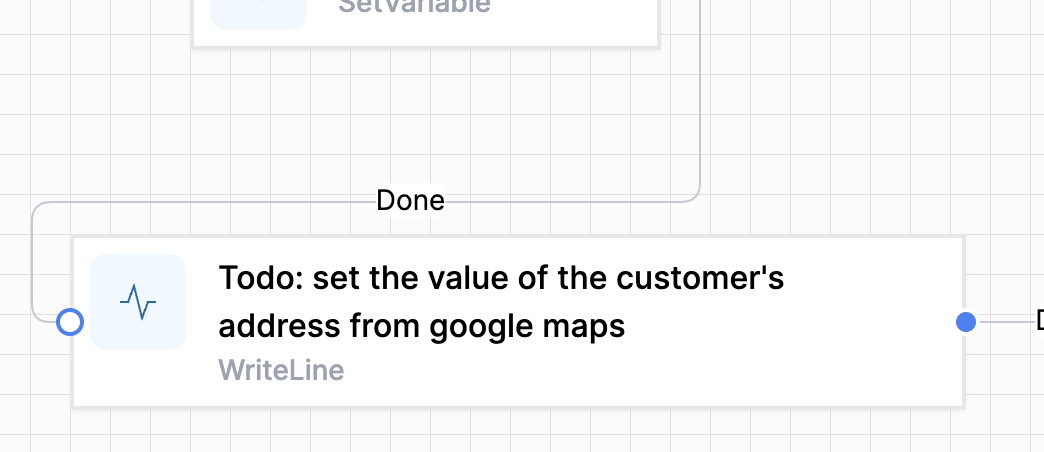 SetVariable
Done
Todo: set the value of the customer's
address from google maps
WriteLine